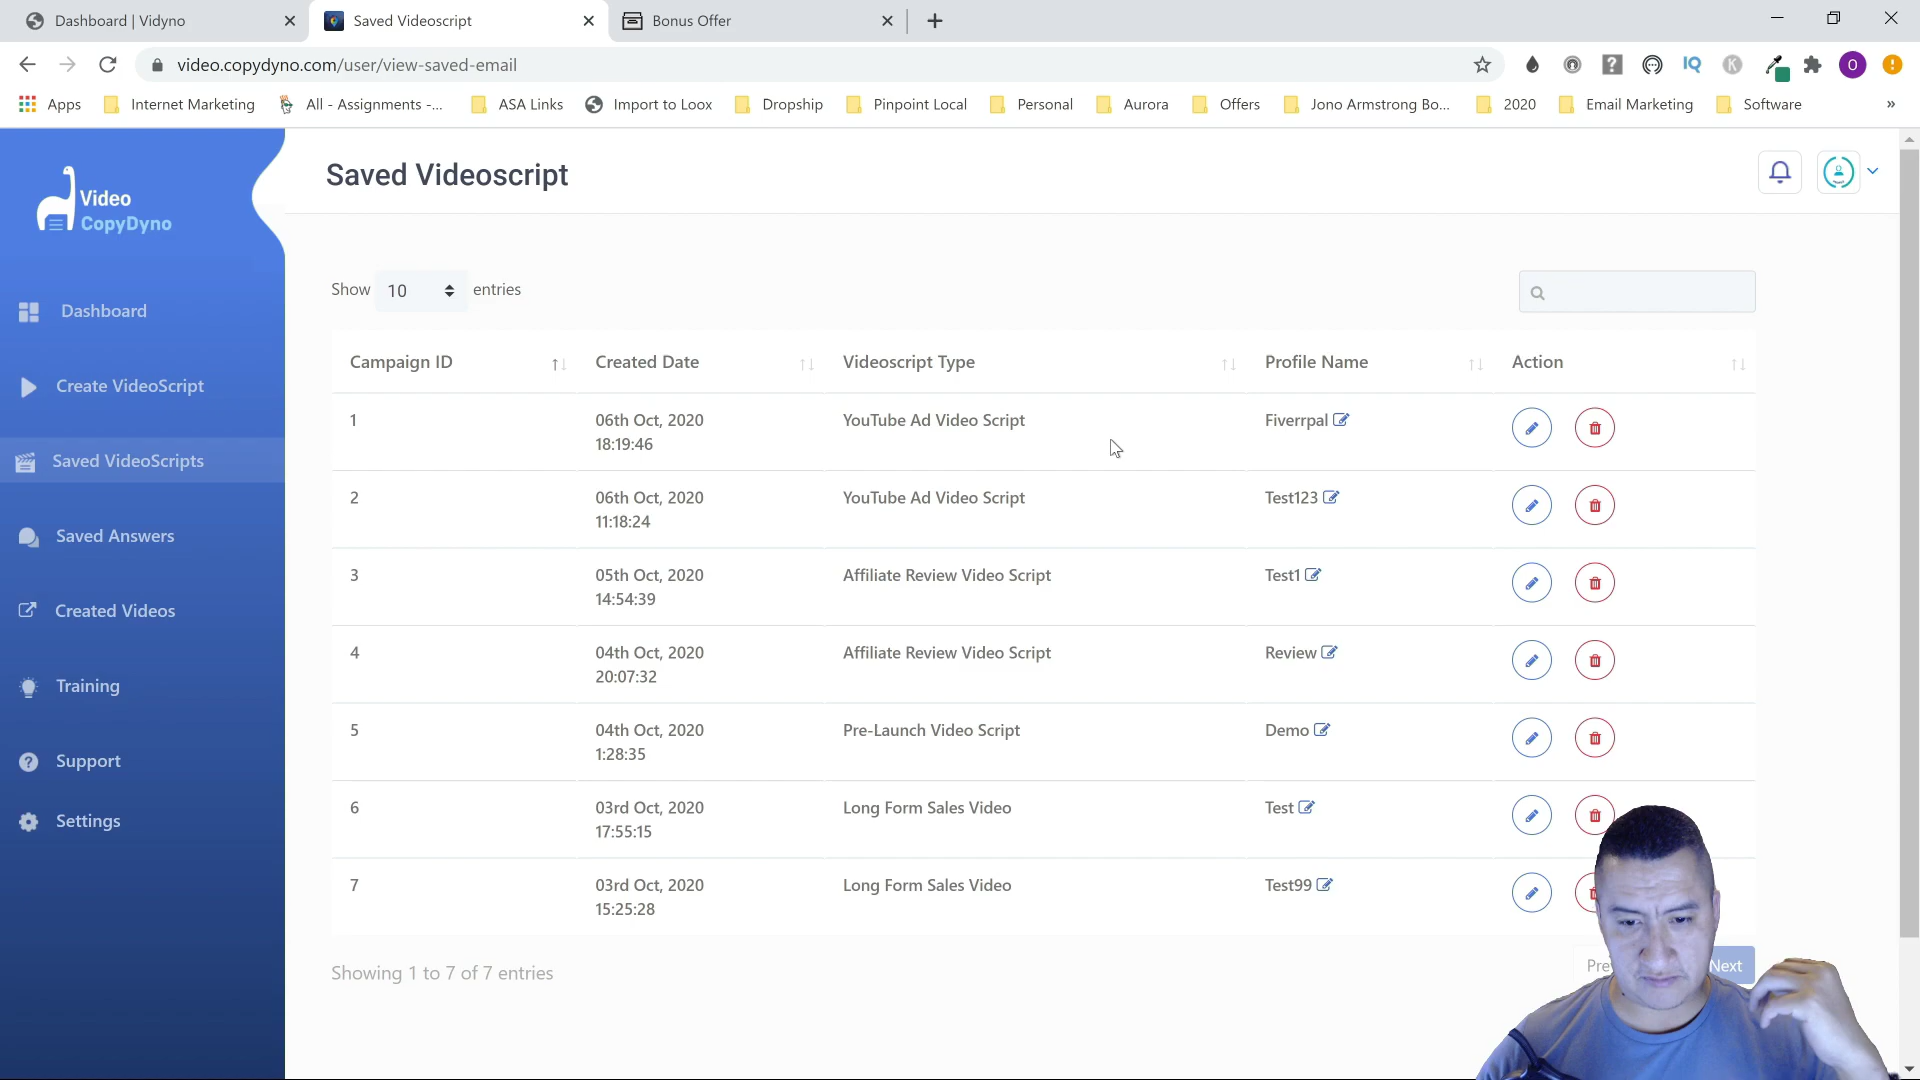 Dashboard | Vidyno
Saved Videoscript
Bonus Offer
video.copydyno.com/user/view-saved-email
IQ
K
O
Apps
Internet Marketing
All - Assignments -...
ASA Links
Import to Loox
Dropship
Pinpoint Local
Personal
Aurora
Offers
Jono Armstrong Bo...
2020
Email Marketing
Software
»
Video
CopyDyno
Dashboard
Create VideoScript
Saved VideoScripts
Saved Answers
Created Videos
Training
Support
Settings
Saved Videoscript
Show 10 entries
Campaign ID Created Date Videoscript Type Profile Name Action
1 06th Oct, 2020 YouTube Ad Video Script Fiverrpal
18:19:46
2 06th Oct, 2020 YouTube Ad Video Script Test123
11:18:24
3 05th Oct, 2020 Affiliate Review Video Script Test1
14:54:39
4 04th Oct, 2020 Affiliate Review Video Script Review
20:07:32
5 04th Oct, 2020 Pre-Launch Video Script Demo
1:28:35
6 03rd Oct, 2020 Long Form Sales Video Test
17:55:15
7 03rd Oct, 2020 Long Form Sales Video Test99
15:25:28
Showing 1 to 7 of 7 entries
Next